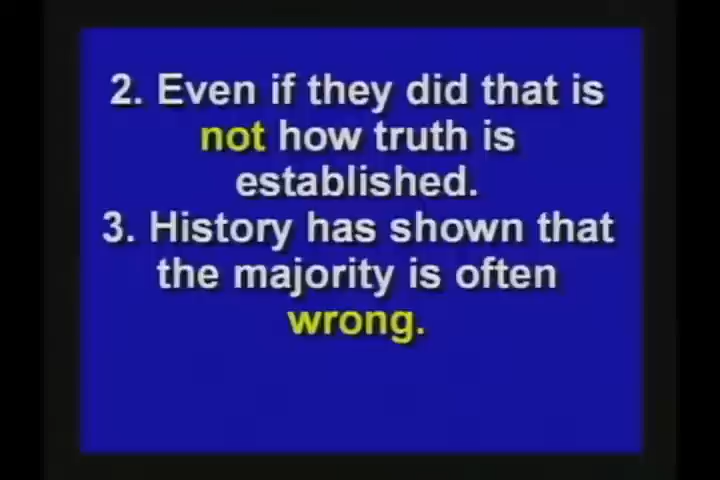 2. Even if they did that is
not how truth is
established.
3. History has shown that
the majority is often
wrong.